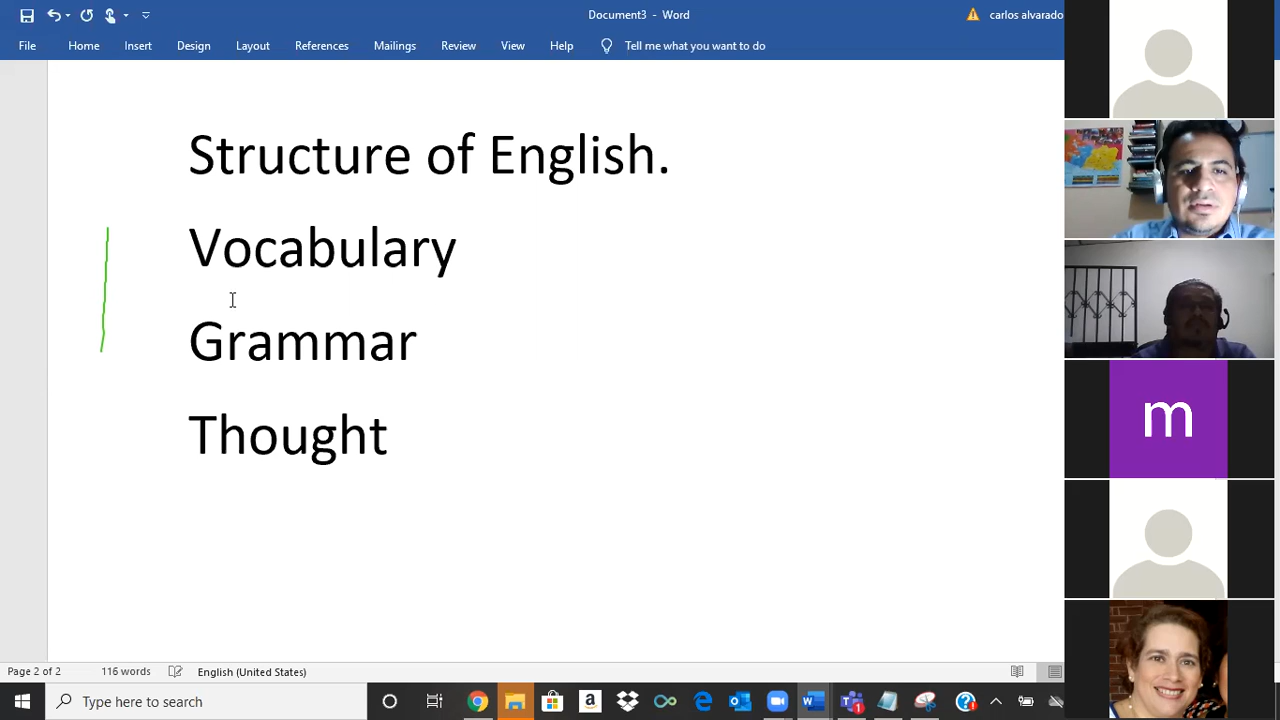 Document3 - Word
carlos alvarado
File Home Insert Design Layout References Mailings Review View Help Tell me what you want to do
Structure of English.
Vocabulary
Grammar
Thought
m
Page 2 of 2 116 words English (United States)
Type here to search